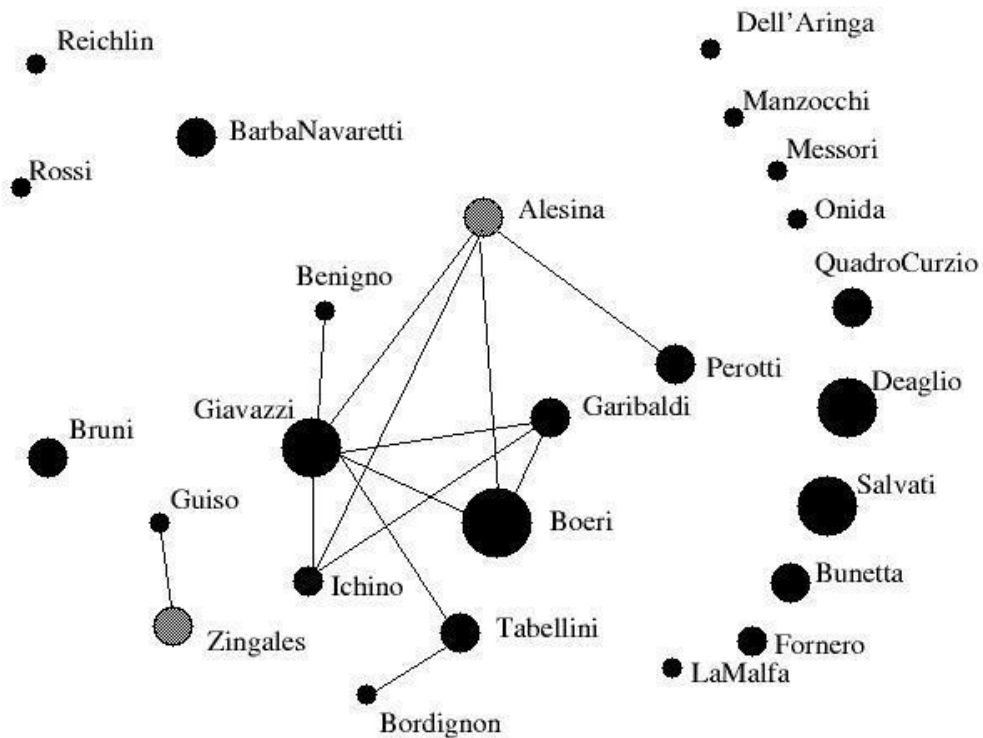 Dell'Aringa
Reichlin
Manzocchi
BarbaNavaretti
Messori
Rossi
Alesina
Onida
QuadroCurzio
Benigno
Perotti
Deaglio
Giavazzi
Garibaldi
Bruni
Salvati
Guiso
Boeri
Bunetta
Ichino
Tabellini
Zingales
Fornero
LaMalfa
Bordignon